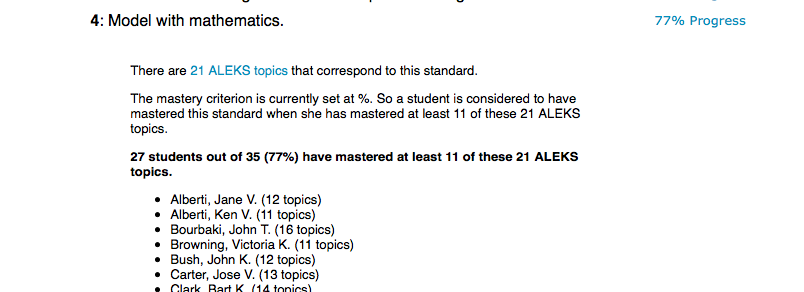 4: Model with mathematics.
77% Progress
There are 21 ALEKS topics that correspond to this standard.
The mastery criterion is currently set at %. So a student is considered to have
mastered this standard when she has mastered at least 11 of these 21 ALEKS
topics.
27 students out of 35 (77%) have mastered at least 11 of these 21 ALEKS
topics.
• Alberti, Jane V. (12 topics)
• Alberti, Ken V. (11 topics)
• Bourbaki, John T. (16 topics)
• Browning, Victoria K. (11 topics)
• Bush, John K. (12 topics)
• Carter, Jose V. (13 topics)
• Clark, Bart K. (14 topics)